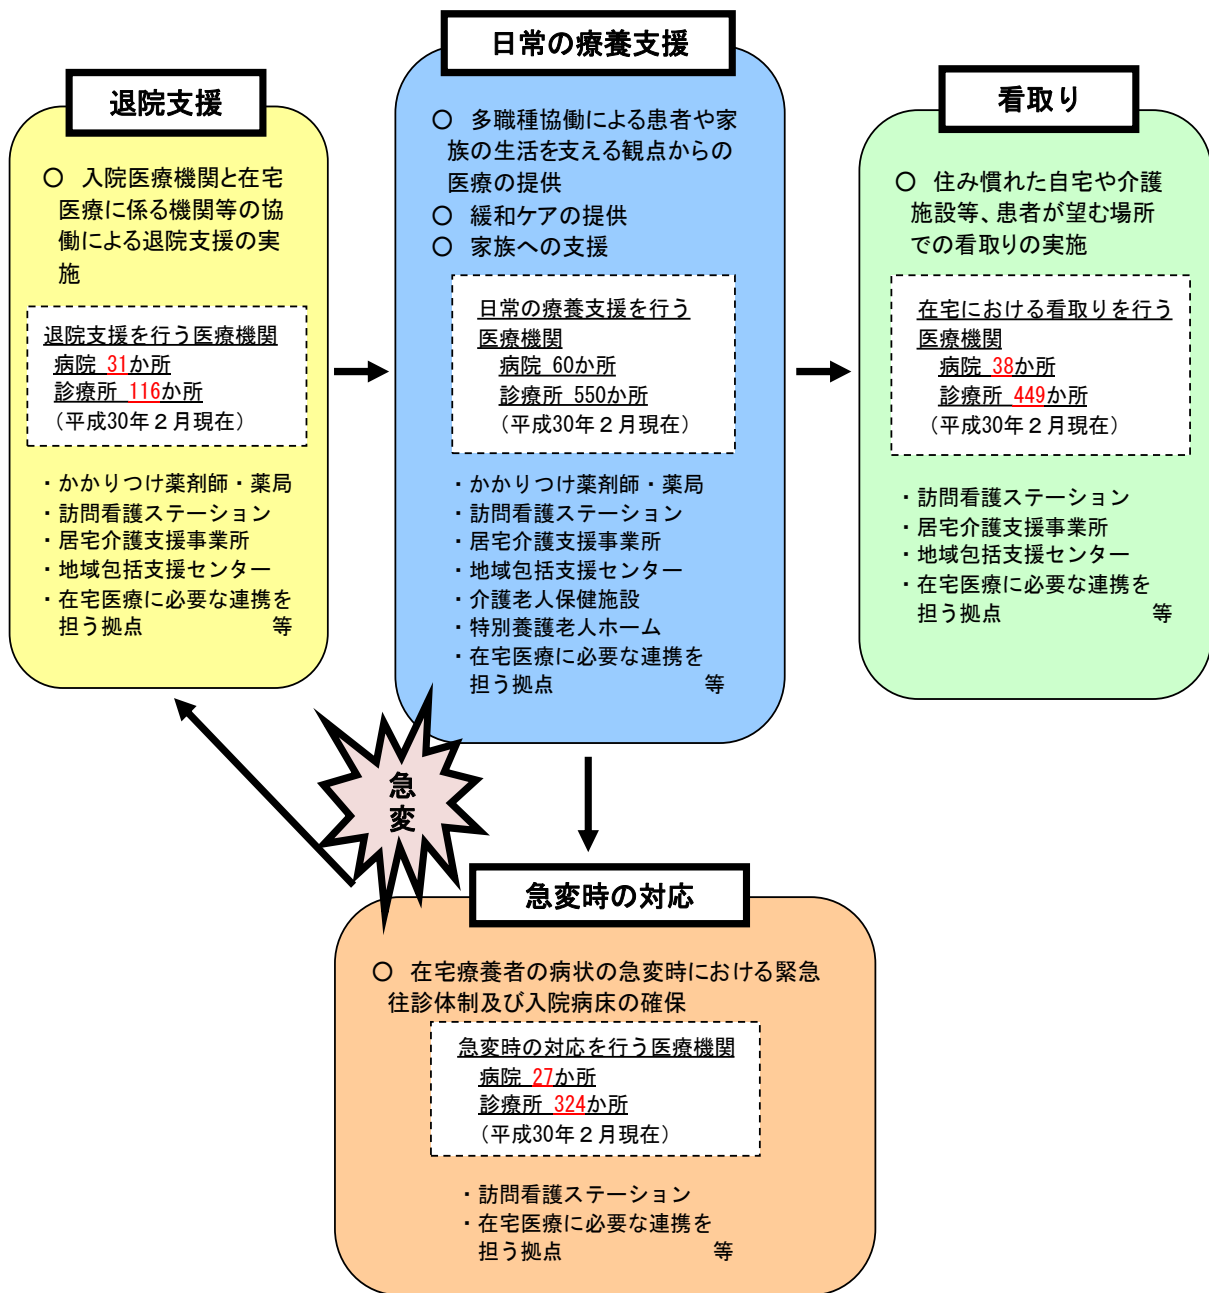 退院支援
○ 入院医療機関と在宅
医療に係る機関等の協
働による退院支援の実
施
退院支援を行う医療機関
病院 31か所
診療所 116か所
（平成30年２月現在）
・かかりつけ薬剤師・薬局
・訪問看護ステーション
・居宅介護支援事業所
・地域包括支援センター
・在宅医療に必要な連携を
担う拠点 等
日常の療養支援
○ 多職種協働による患者や家
族の生活を支える観点からの
医療の提供
○ 緩和ケアの提供
○ 家族への支援
日常の療養支援を行う
医療機関
病院 60か所
診療所 550か所
（平成30年２月現在）
・かかりつけ薬剤師・薬局
・訪問看護ステーション
・居宅介護支援事業所
・地域包括支援センター
・介護老人保健施設
・特別養護老人ホーム
・在宅医療に必要な連携を
担う拠点 等
看取り
○ 住み慣れた自宅や介護
施設等、患者が望む場所
での看取りの実施
在宅における看取りを行う
医療機関
病院 38か所
診療所 449か所
（平成30年２月現在）
・訪問看護ステーション
・居宅介護支援事業所
・地域包括支援センター
・在宅医療に必要な連携を
担う拠点 等
急変
急変時の対応
○ 在宅療養者の病状の急変時における緊急
往診体制及び入院病床の確保
急変時の対応を行う医療機関
病院 27か所
診療所 324か所
（平成30年２月現在）
・訪問看護ステーション
・在宅医療に必要な連携を
担う拠点 等